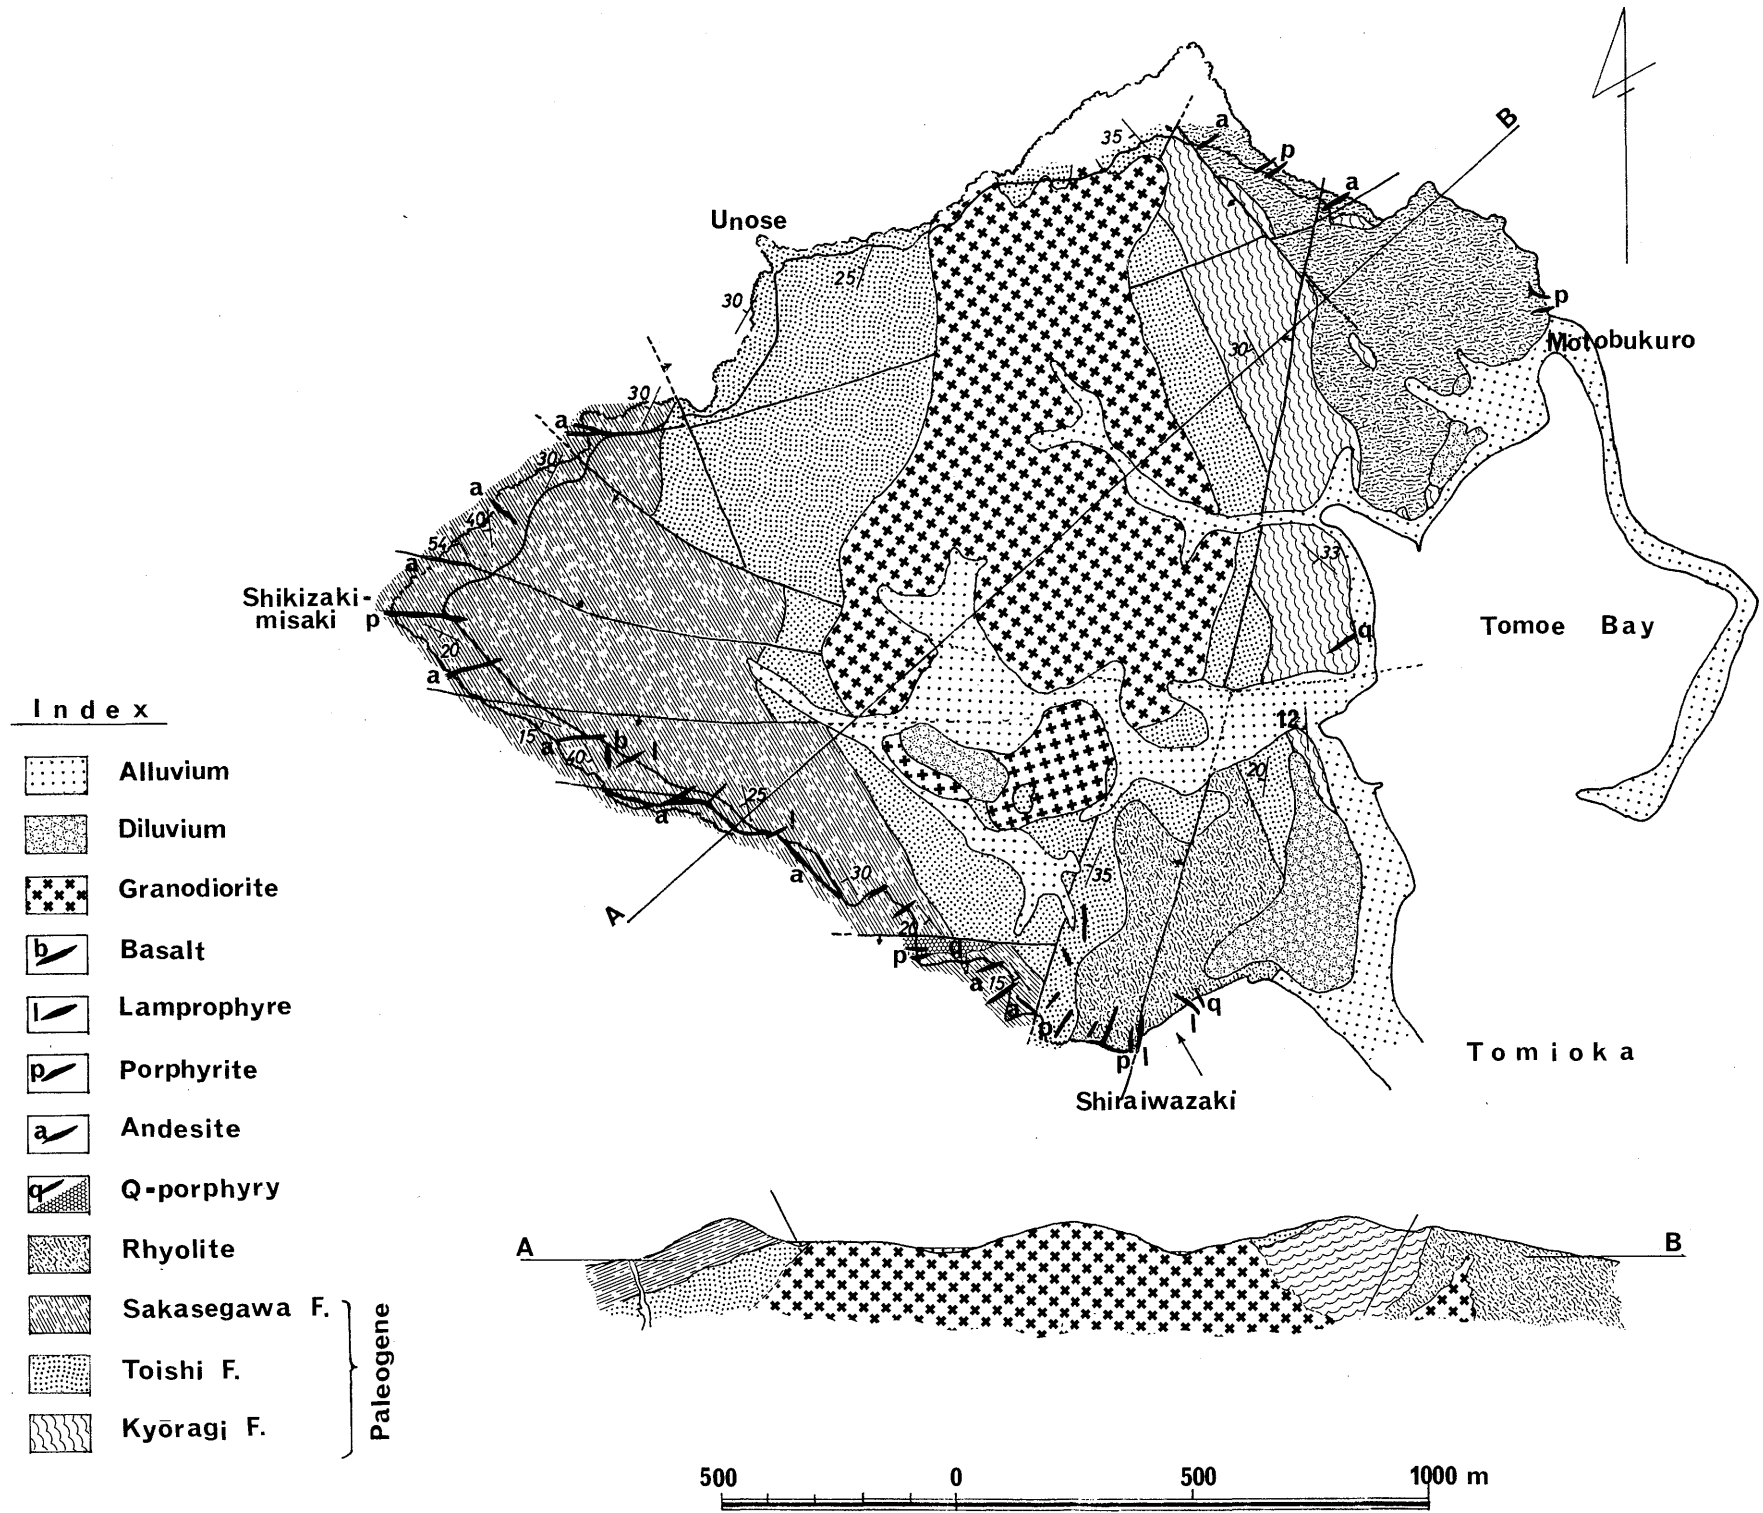 35
a
p
a
B
Unose
25
30
p
Motobukuro
30
30
a
30
a
40
54
a
33
Shikizaki-
misaki p
q
Tomoe Bay
20
a
12
15
a
b
l
40
20
25
a
l
a
30
35
A
20
p
q
a
15
a
p
q
l
p
l
Tomioka
Shiraiwazaki
Index
Alluvium
Diluvium
Granodiorite
b
Basalt
l
Lamprophyre
p
Porphyrite
a
Andesite
q
Q-porphyry
Rhyolite
Sakasegawa F.
Toishi F.
Kyōragi F.
Paleogene
A
B
500 0 500 1000 m